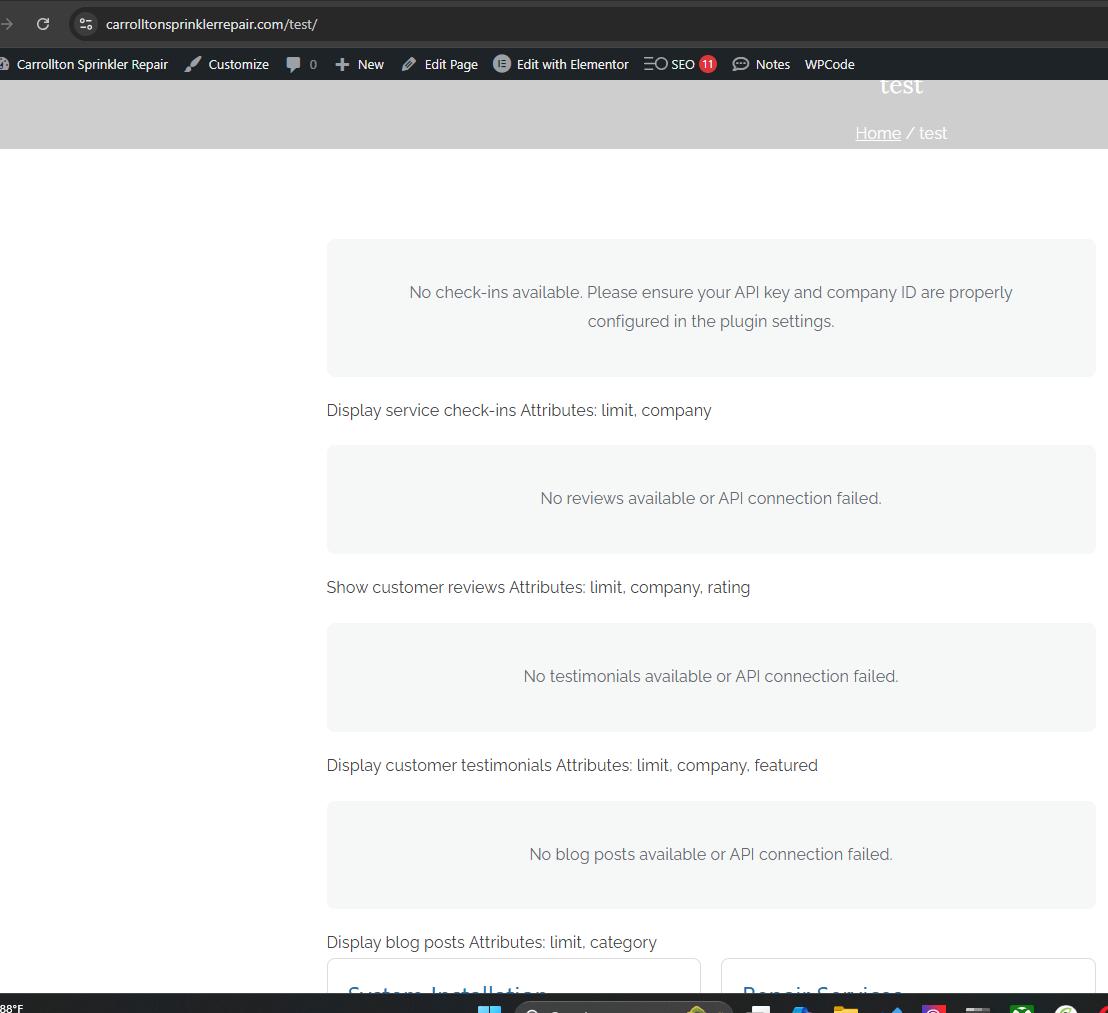 carrolltonsprinklerrepair.com/test/
Carrollton Sprinkler Repair Customize 0 New Edit Page Edit with Elementor SEO 11 Notes WPCode
test
Home / test
No check-ins available. Please ensure your API key and company ID are properly
configured in the plugin settings.
Display service check-ins Attributes: limit, company
No reviews available or API connection failed.
Show customer reviews Attributes: limit, company, rating
No testimonials available or API connection failed.
Display customer testimonials Attributes: limit, company, featured
No blog posts available or API connection failed.
Display blog posts Attributes: limit, category
System Installation Repair Services
88°F